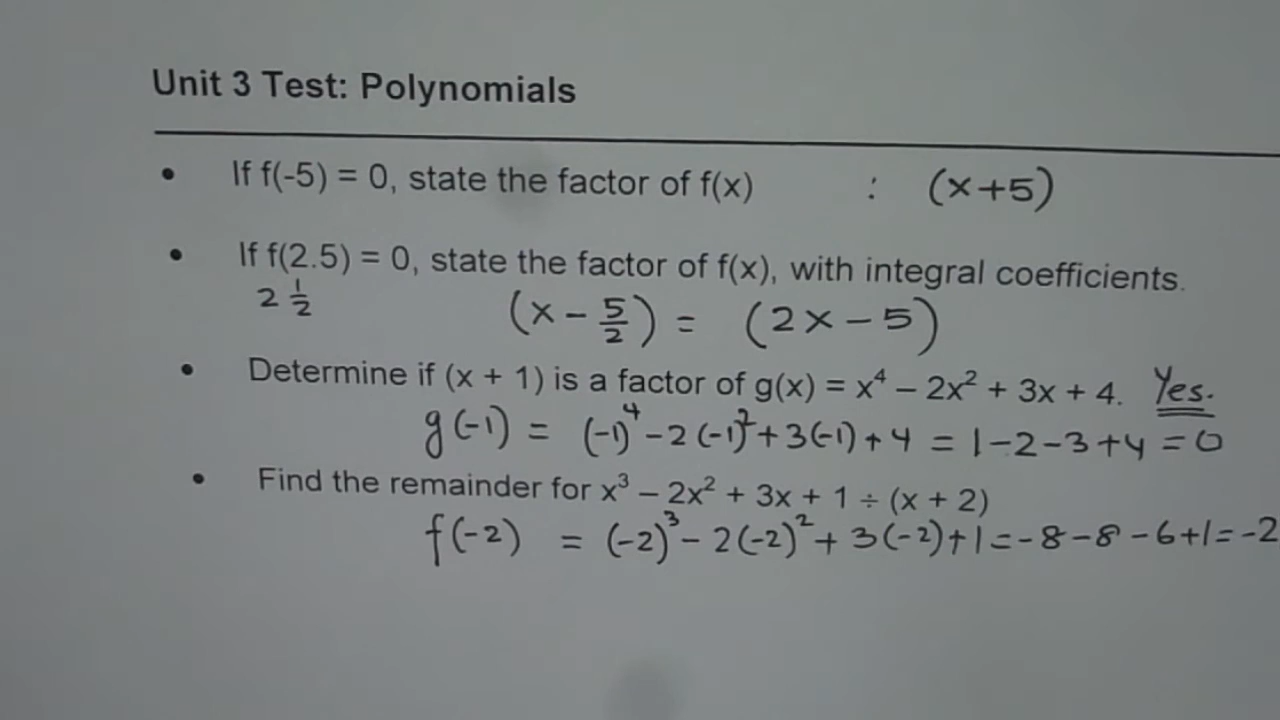 Unit 3 Test: Polynomials
• If f(-5) = 0, state the factor of f(x) : (x+5)
• If f(2.5) = 0, state the factor of f(x), with integral coefficients.
2 1/2 (x - 5/2) = (2x - 5)
• Determine if (x + 1) is a factor of g(x) = x⁴ – 2x² + 3x + 4. Yes.
g(-1) = (-1)⁴ - 2(-1)² + 3(-1) + 4 = 1-2-3+4 = 0
• Find the remainder for x³ – 2x² + 3x + 1 ÷ (x + 2)
f(-2) = (-2)³ - 2(-2)² + 3(-2) + 1 = -8-8-6+1 = -2